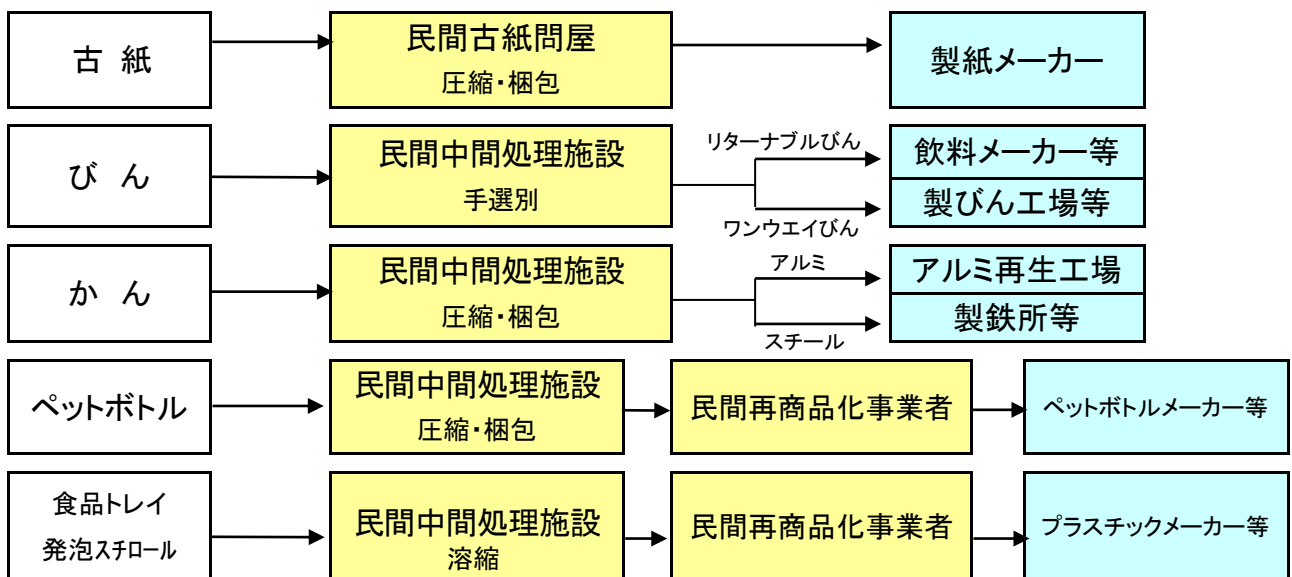 古 紙
民間古紙問屋
圧縮・梱包
製紙メーカー
び ん
民間中間処理施設
手選別
リターナブルびん
ワンウエイびん
飲料メーカー等
製びん工場等
か ん
民間中間処理施設
圧縮・梱包
アルミ
スチール
アルミ再生工場
製鉄所等
ペットボトル
民間中間処理施設
圧縮・梱包
民間再商品化事業者
ペットボトルメーカー等
食品トレイ
発泡スチロール
民間中間処理施設
溶縮
民間再商品化事業者
プラスチックメーカー等